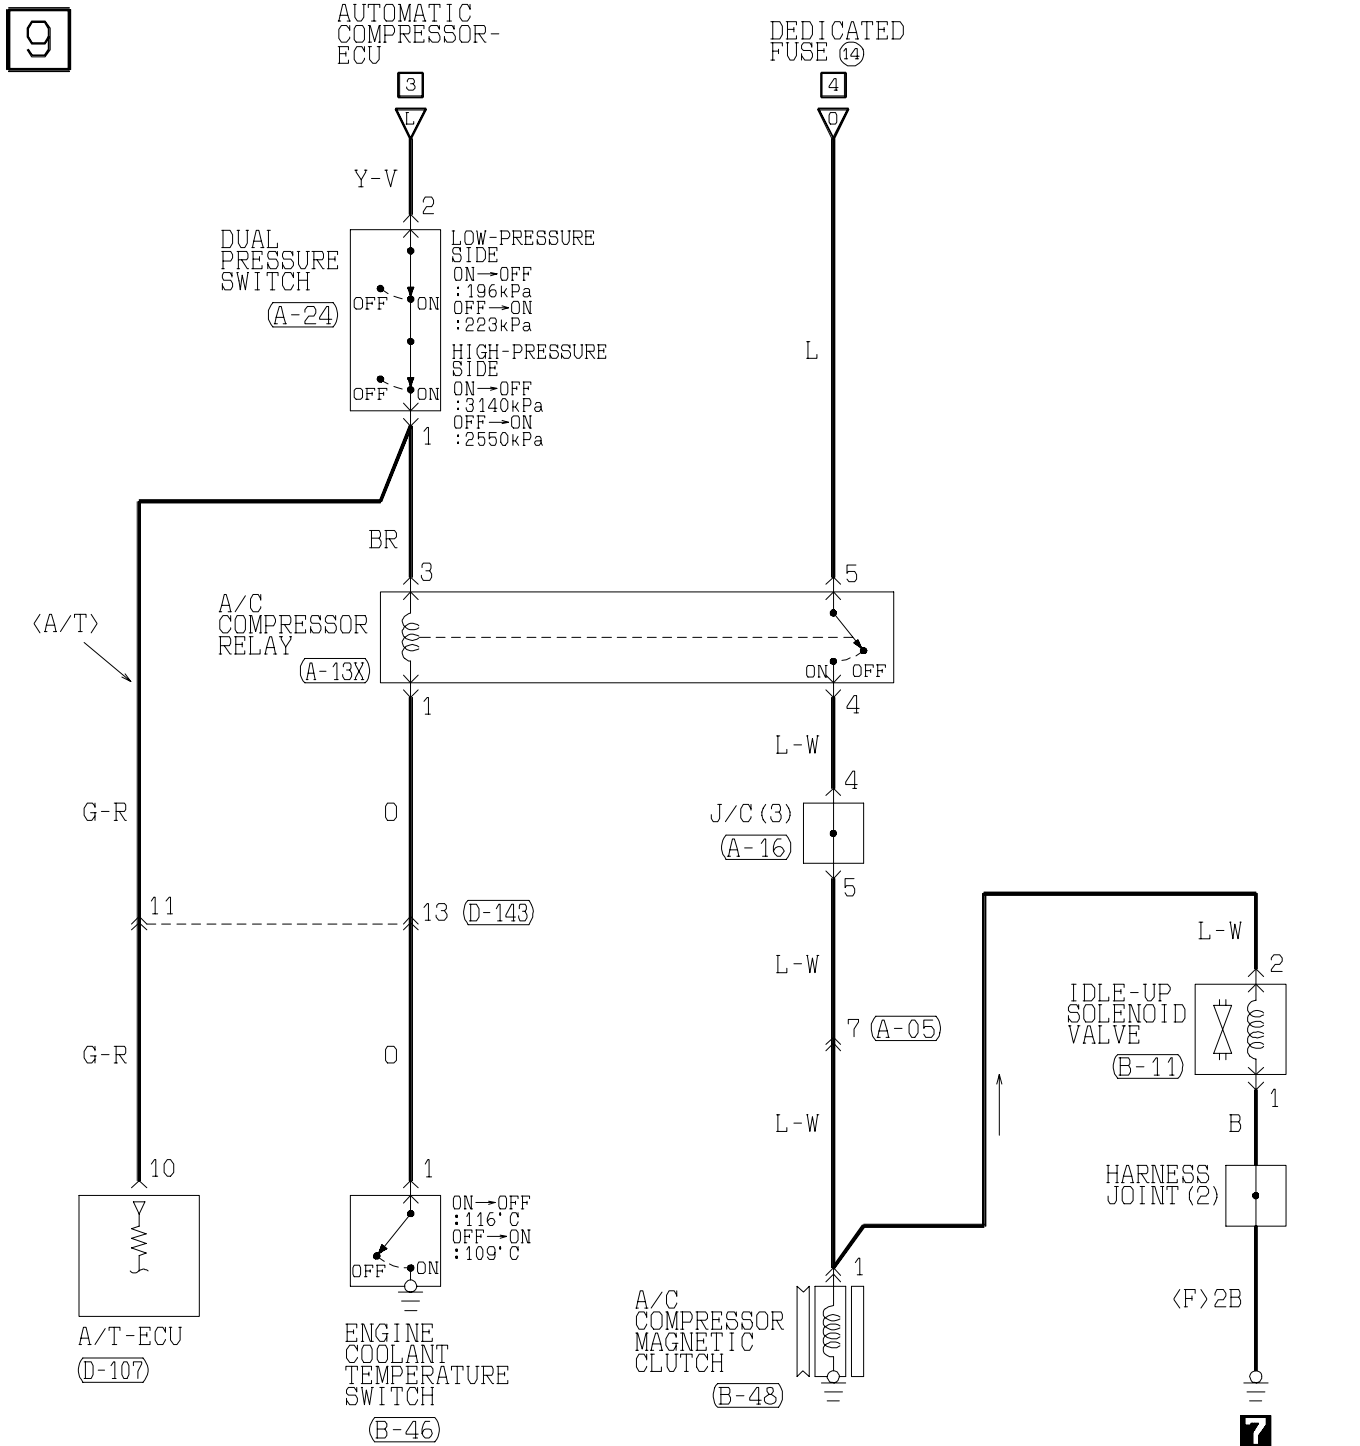 9
AUTOMATIC
COMPRESSOR-
ECU
3
L
DEDICATED
FUSE 14
4
O
Y-V
2
DUAL
PRESSURE
SWITCH
A-24
OFF ON
OFF ON
LOW-PRESSURE
SIDE
ON→OFF
:196kPa
OFF→ON
:223kPa
HIGH-PRESSURE
SIDE
ON→OFF
:3140kPa
OFF→ON
:2550kPa
1
L
BR
3
5
〈A/T〉
A/C
COMPRESSOR
RELAY
A-13X
ON OFF
1
4
L-W
4
G-R
O
J/C(3)
A-16
5
11
13 D-143
L-W
L-W
2
IDLE-UP
SOLENOID
VALVE
B-11
7 A-05
G-R
O
1
L-W
B
10
1
HARNESS
JOINT(2)
ON→OFF
:116°C
OFF→ON
:109°C
OFF ON
1
〈F〉2B
A/T-ECU
D-107
ENGINE
COOLANT
TEMPERATURE
SWITCH
B-46
A/C
COMPRESSOR
MAGNETIC
CLUTCH
B-48
7